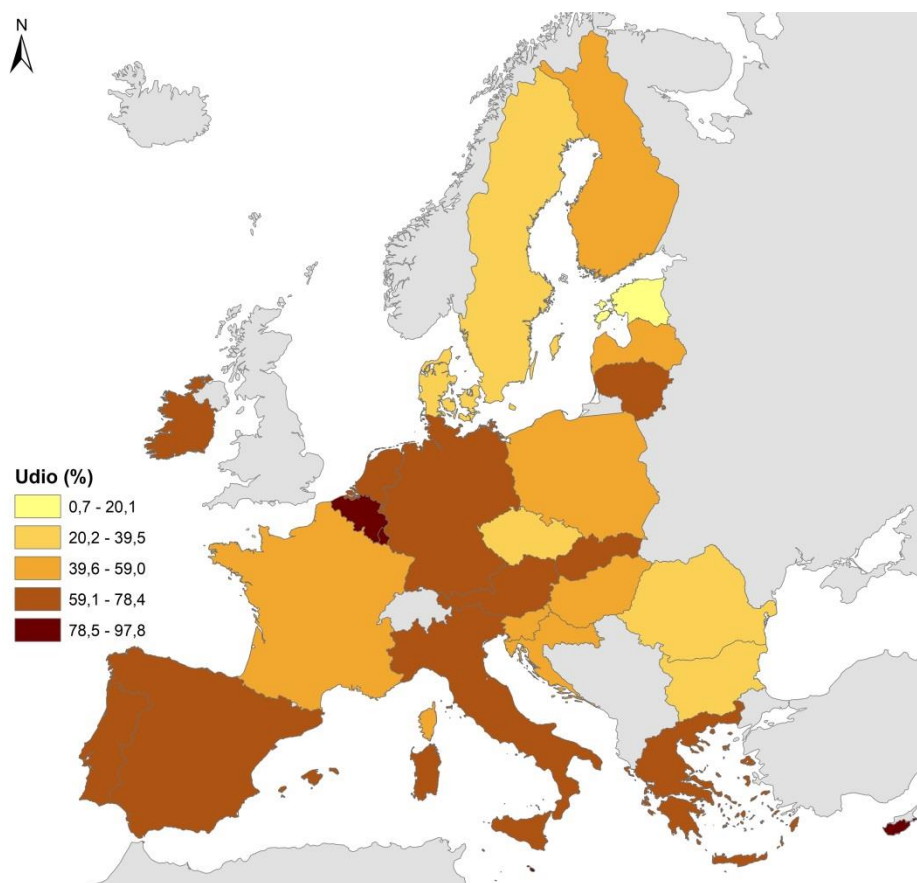 N
Udio (%)
0,7 - 20,1
20,2 - 39,5
39,6 - 59,0
59,1 - 78,4
78,5 - 97,8